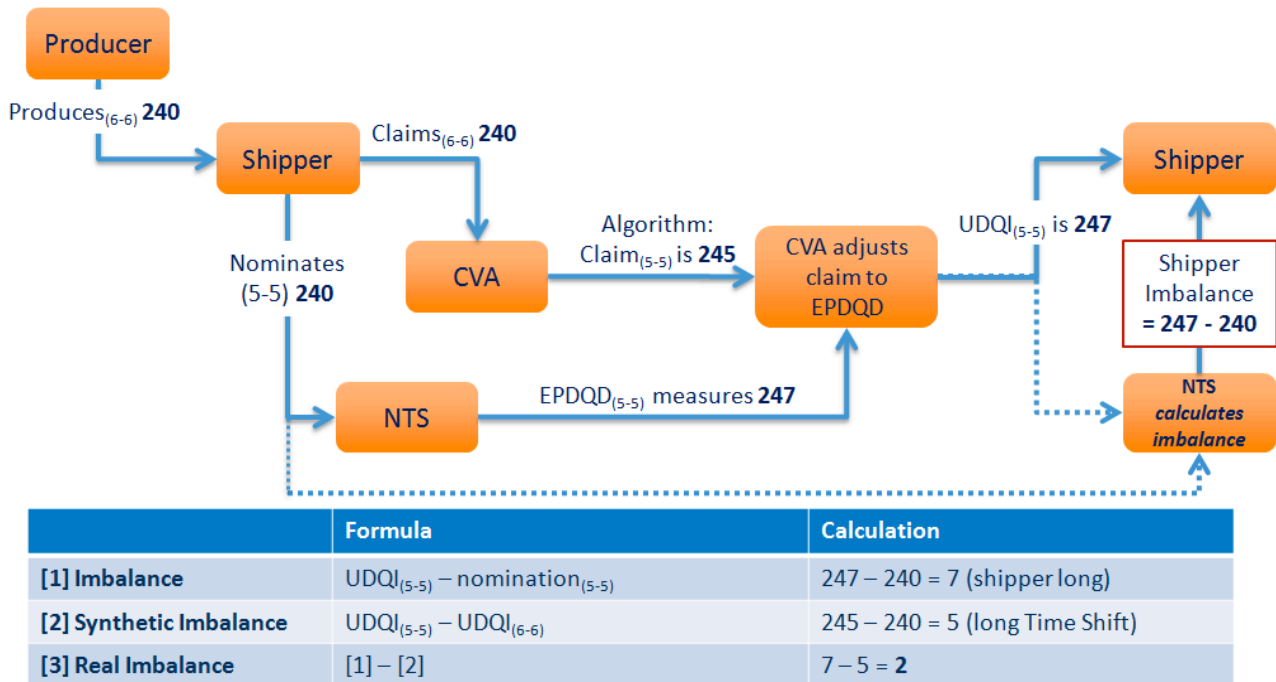 Producer
Produces(6-6) 240
Shipper
Claims(6-6) 240
Nominates
(5-5) 240
CVA
Algorithm:
Claim(5-5) is 245
CVA adjusts
claim to
EPDQD
UDQI(5-5) is 247
Shipper
Shipper
Imbalance
= 247 - 240
NTS
EPDQD(5-5) measures 247
NTS
calculates
imbalance
Formula Calculation
[1] Imbalance UDQI(5-5) – nomination(5-5) 247 – 240 = 7 (shipper long)
[2] Synthetic Imbalance UDQI(5-5) – UDQI(6-6) 245 – 240 = 5 (long Time Shift)
[3] Real Imbalance [1] – [2] 7 – 5 = 2